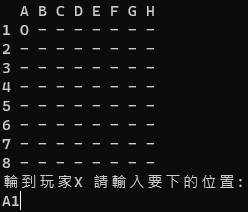 A B C D E F G H
1 O - - - - - - -
2 - - - - - - - -
3 - - - - - - - -
4 - - - - - - - -
5 - - - - - - - -
6 - - - - - - - -
7 - - - - - - - -
8 - - - - - - - -
輪到玩家X 請輸入要下的位置:
A1